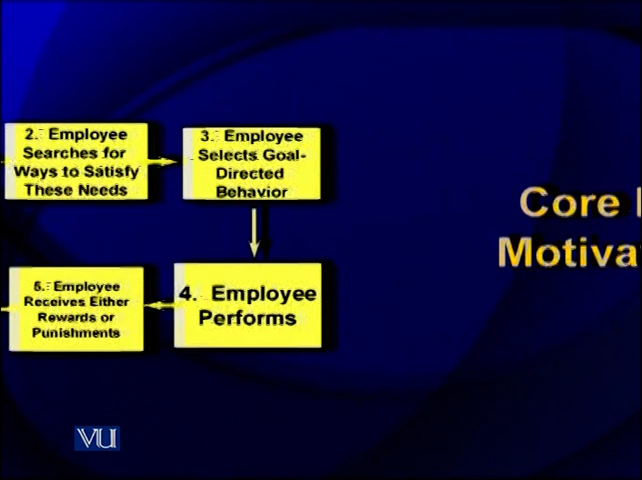 2. Employee
Searches for
Ways to Satisfy
These Needs
3. Employee
Selects Goal-
Directed
Behavior
4. Employee
Performs
5. Employee
Receives Either
Rewards or
Punishments
Core
Motiva
VU